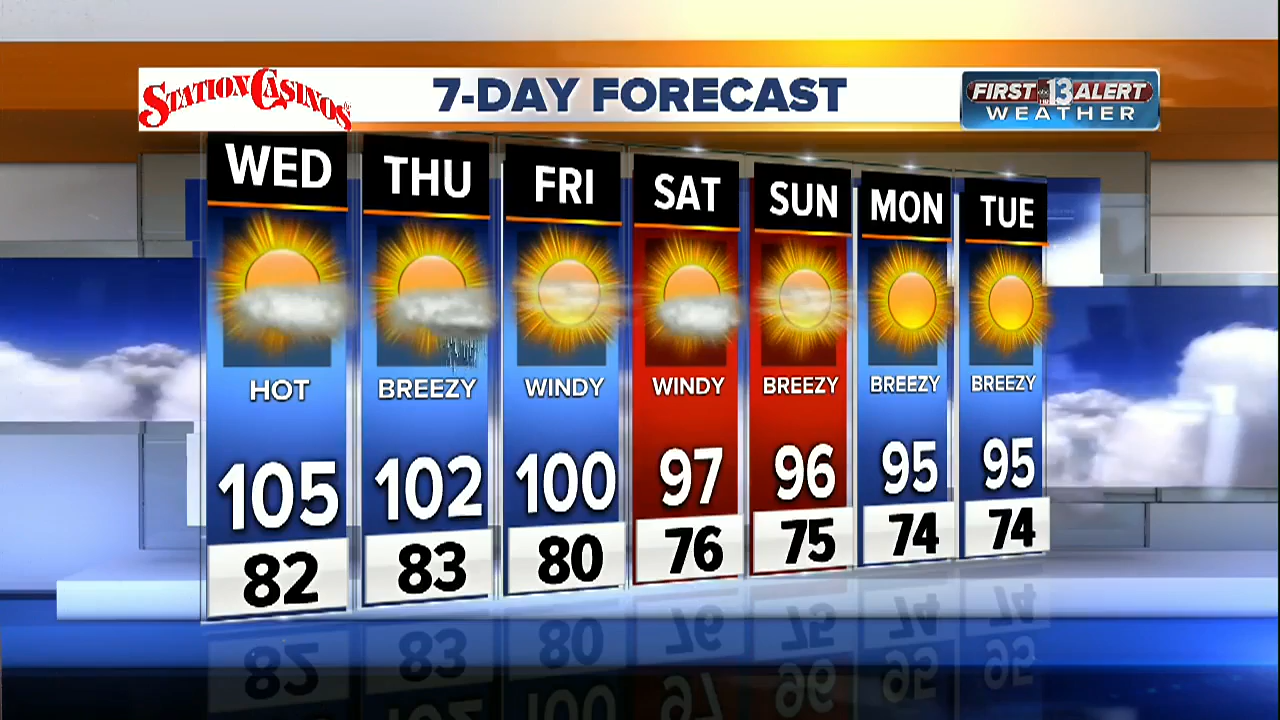 STATION CASINOS
7-DAY FORECAST
FIRST abc 13 ALERT
WEATHER
WED THU FRI SAT SUN MON TUE
HOT BREEZY WINDY WINDY BREEZY BREEZY BREEZY
105 102 100 97 96 95 95
82 83 80 76 75 74 74